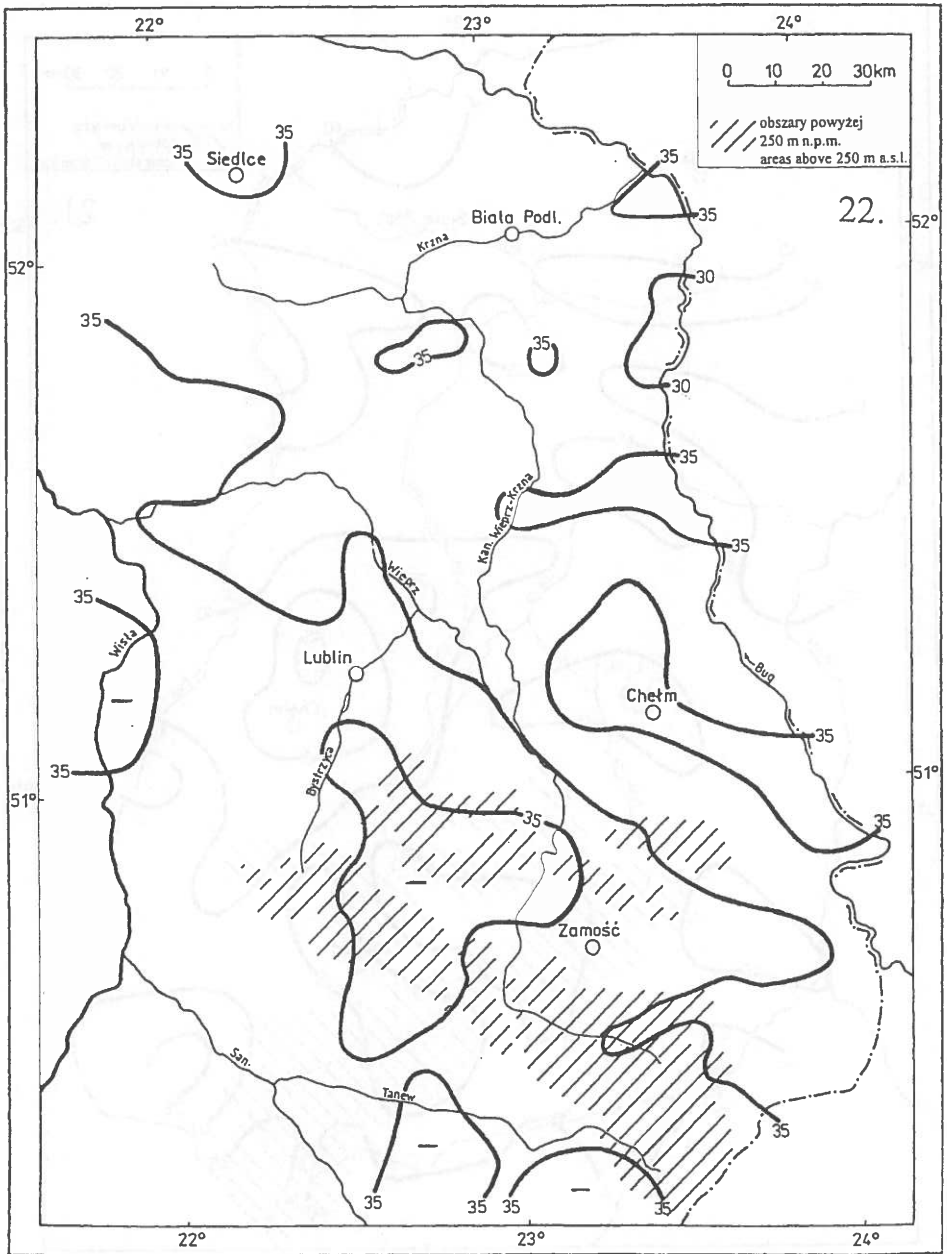 22° 23° 24°
0 10 20 30km
obszary powyżej
250 m n.p.m.
areas above 250 m a.s.l.
22.
35 35
Siedlce
35
35
Biała Podl.
Krzna
52°
52°
30
35
35
35
30
35
Kan. Wieprz-Krzna
35
Wieprz
35
Wisła
Lublin
Bug
Chełm
35
35
51°
51°
Bystrzyca
35
35
Zamość
San.
Tanew
35
35 35 35 35
22° 23° 24°